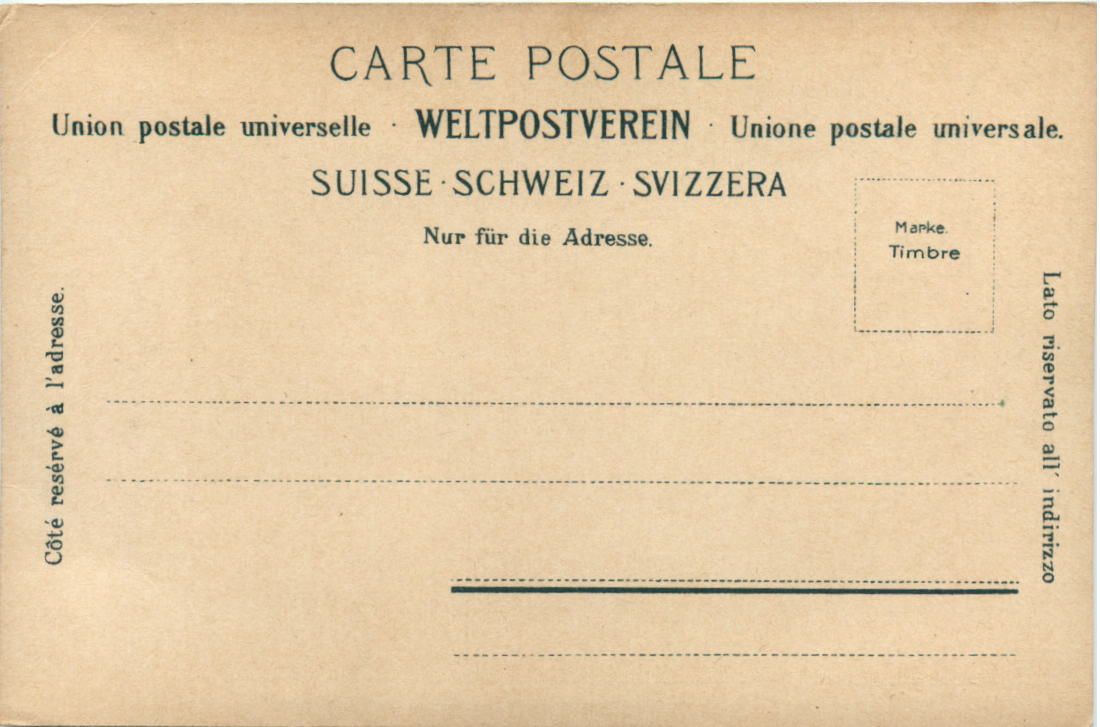 CARTE POSTALE
Union postale universelle · WELTPOSTVEREIN · Unione postale universale.
SUISSE · SCHWEIZ · SVIZZERA
Nur für die Adresse.
Marke.
Timbre
Côté resérvé à l'adresse.
Lato riservato all' indirizzo